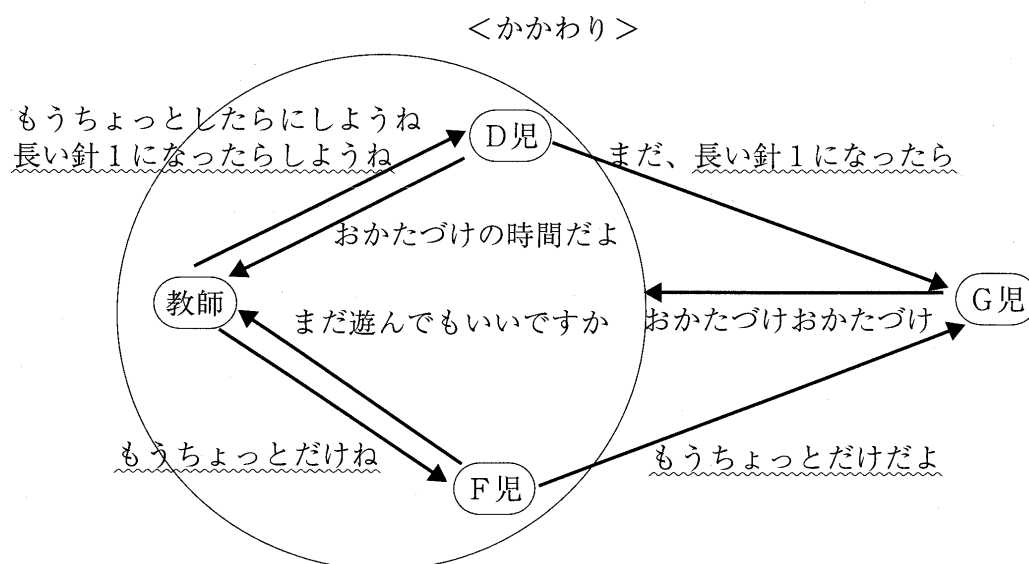 <かかわり>
もうちょっとしたらにしようね
長い針1になったらしようね
D児
まだ、長い針1になったら
おかたづけの時間だよ
教師
まだ遊んでもいいですか
おかたづけおかたづけ
G児
もうちょっとだけね
F児
もうちょっとだけだよ